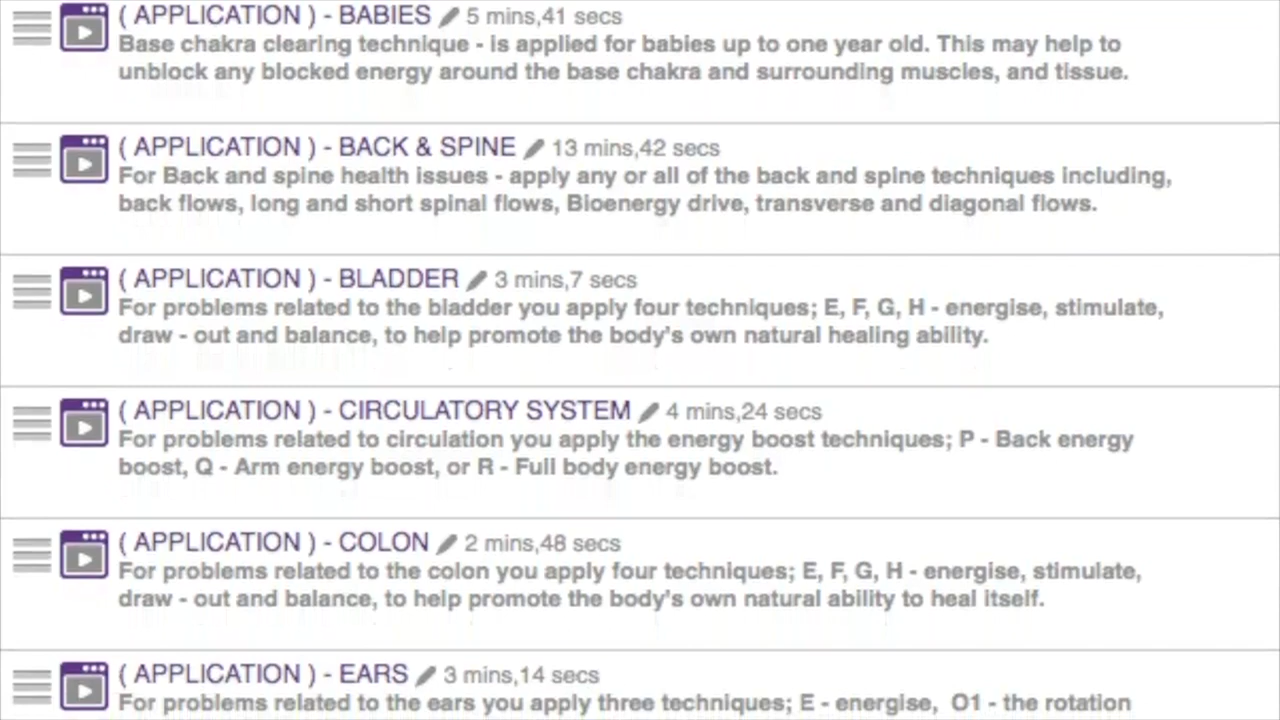 ( APPLICATION ) - BABIES 5 mins,41 secs
Base chakra clearing technique - is applied for babies up to one year old. This may help to
unblock any blocked energy around the base chakra and surrounding muscles, and tissue.
( APPLICATION ) - BACK & SPINE 13 mins,42 secs
For Back and spine health issues - apply any or all of the back and spine techniques including,
back flows, long and short spinal flows, Bioenergy drive, transverse and diagonal flows.
( APPLICATION ) - BLADDER 3 mins,7 secs
For problems related to the bladder you apply four techniques; E, F, G, H - energise, stimulate,
draw - out and balance, to help promote the body's own natural healing ability.
( APPLICATION ) - CIRCULATORY SYSTEM 4 mins,24 secs
For problems related to circulation you apply the energy boost techniques; P - Back energy
boost, Q - Arm energy boost, or R - Full body energy boost.
( APPLICATION ) - COLON 2 mins,48 secs
For problems related to the colon you apply four techniques; E, F, G, H - energise, stimulate,
draw - out and balance, to help promote the body's own natural ability to heal itself.
( APPLICATION ) - EARS 3 mins,14 secs
For problems related to the ears you apply three techniques; E - energise, O1 - the rotation